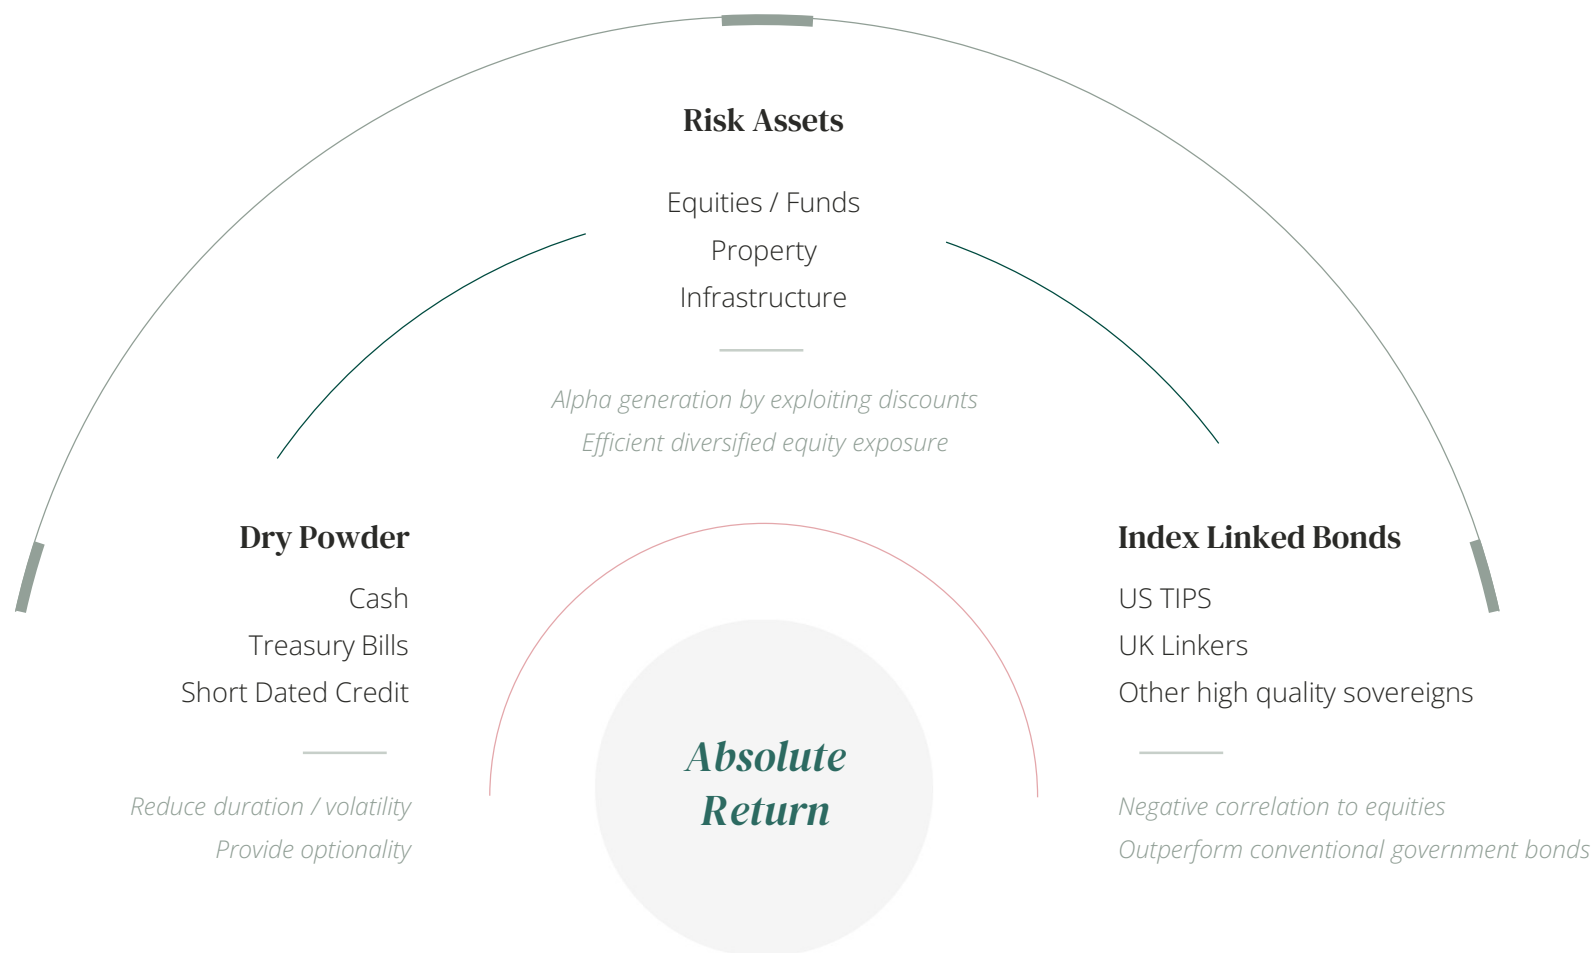 Risk Assets
Equities / Funds
Property
Infrastructure
Alpha generation by exploiting discounts
Efficient diversified equity exposure
Dry Powder
Cash
Treasury Bills
Short Dated Credit
Reduce duration / volatility
Provide optionality
Absolute
Return
Index Linked Bonds
US TIPS
UK Linkers
Other high quality sovereigns
Negative correlation to equities
Outperform conventional government bonds